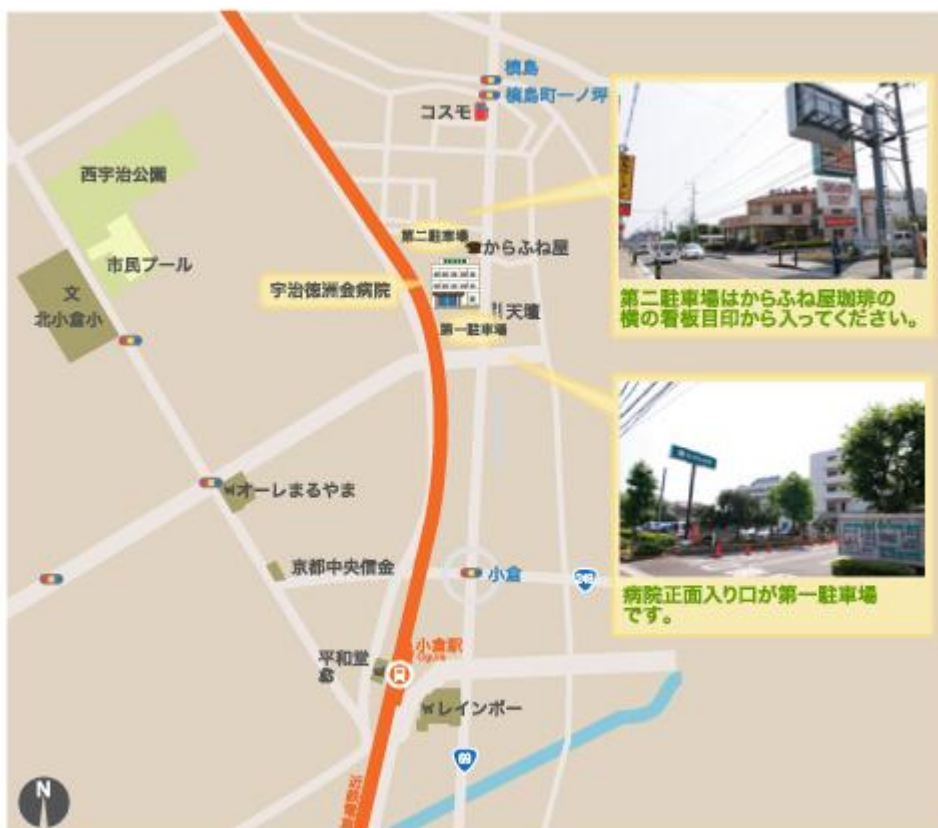 槙島
槙島町一ノ坪
コスモ
西宇治公園
市民プール
文
北小倉小
第二駐車場
からふね屋
宇治徳洲会病院
天壇
第一駐車場
第二駐車場はからふね屋珈琲の
横の看板目印から入ってください。
オーレまるやま
京都中央信金
小倉
病院正面入り口が第一駐車場
です。
小倉駅
Ogura
平和堂
レインボー
69
N